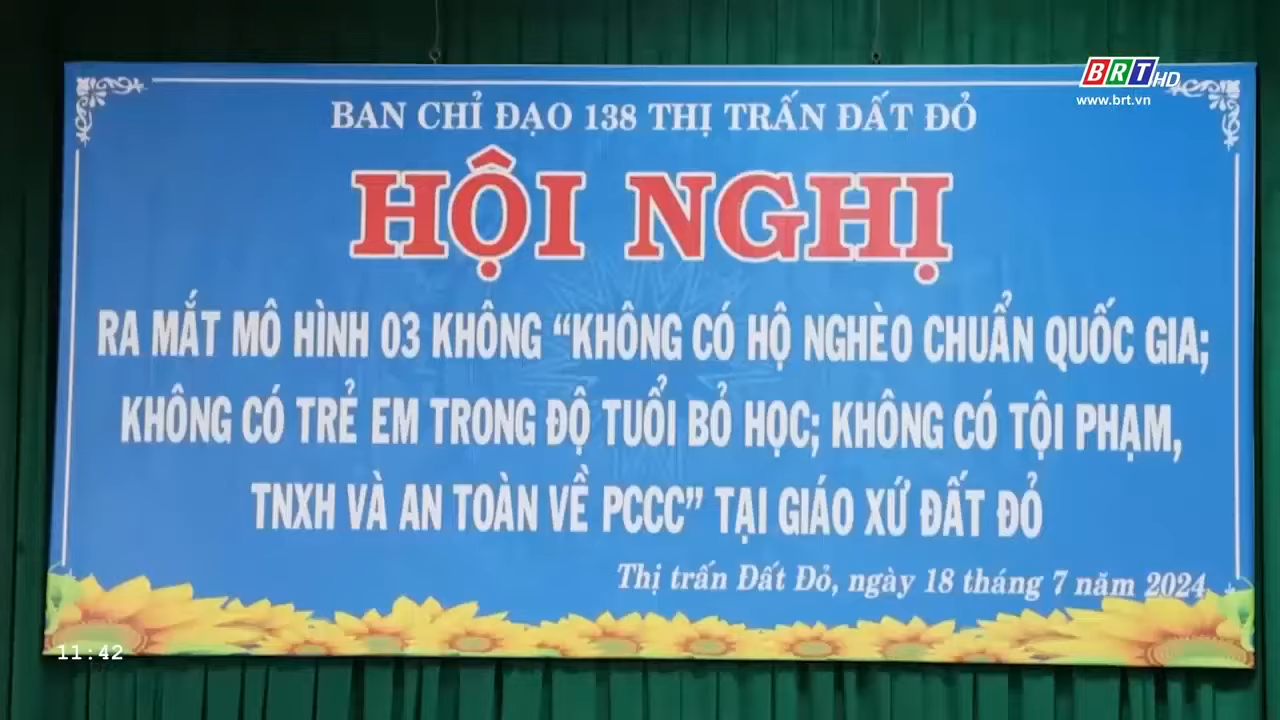 BRT HD
www.brt.vn
BAN CHỈ ĐẠO 138 THỊ TRẤN ĐẤT ĐỎ
HỘI NGHỊ
RA MẮT MÔ HÌNH 03 KHÔNG “KHÔNG CÓ HỘ NGHÈO CHUẨN QUỐC GIA;
KHÔNG CÓ TRẺ EM TRONG ĐỘ TUỔI BỎ HỌC; KHÔNG CÓ TỘI PHẠM,
TNXH VÀ AN TOÀN VỀ PCCC” TẠI GIÁO XỨ ĐẤT ĐỎ
Thị trấn Đất Đỏ, ngày 18 tháng 7 năm 2024
11:42